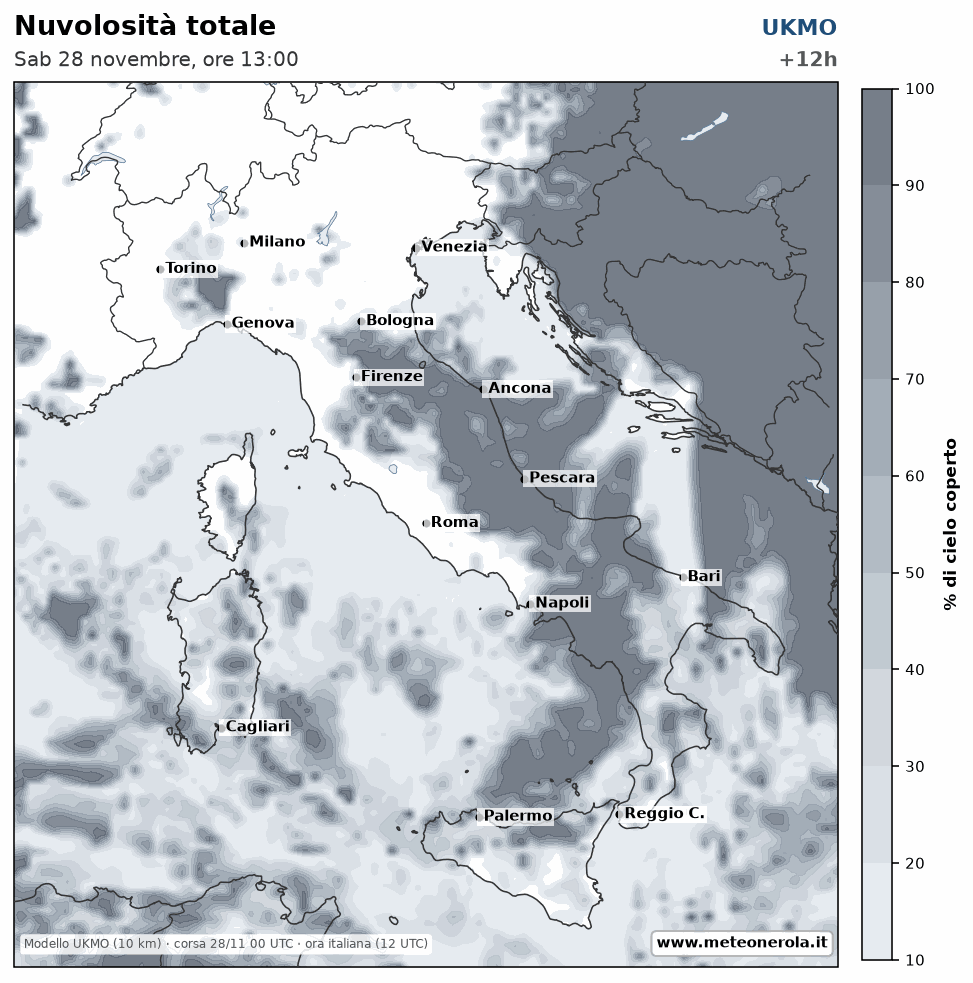 Nuvolosità totale
UKMO
Sab 28 novembre, ore 13:00
+12h
100
90
80
70
60
50
40
30
20
10
% di cielo coperto
Milano
Venezia
Torino
Genova
Bologna
Firenze
Ancona
Pescara
Roma
Bari
Napoli
Cagliari
Palermo
Reggio C.
Modello UKMO (10 km) · corsa 28/11 00 UTC · ora italiana (12 UTC)
www.meteonerola.it